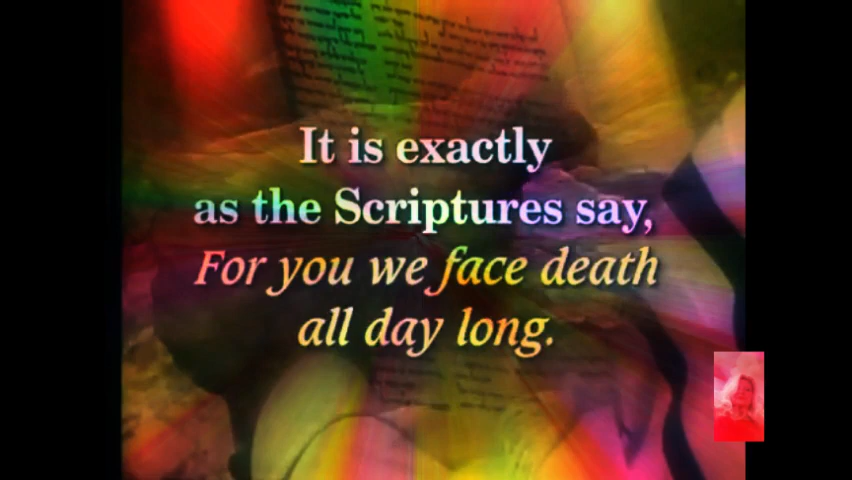 It is exactly
as the Scriptures say,
For you we face death
all day long.